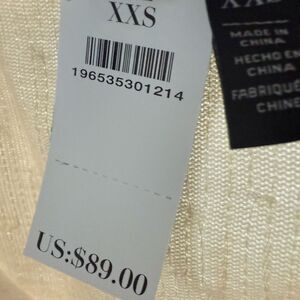 XXS
196535301214
US:$89.00
MADE IN
CHINA
HECHO EN
CHINA
FABRIQUÉ
CHINE